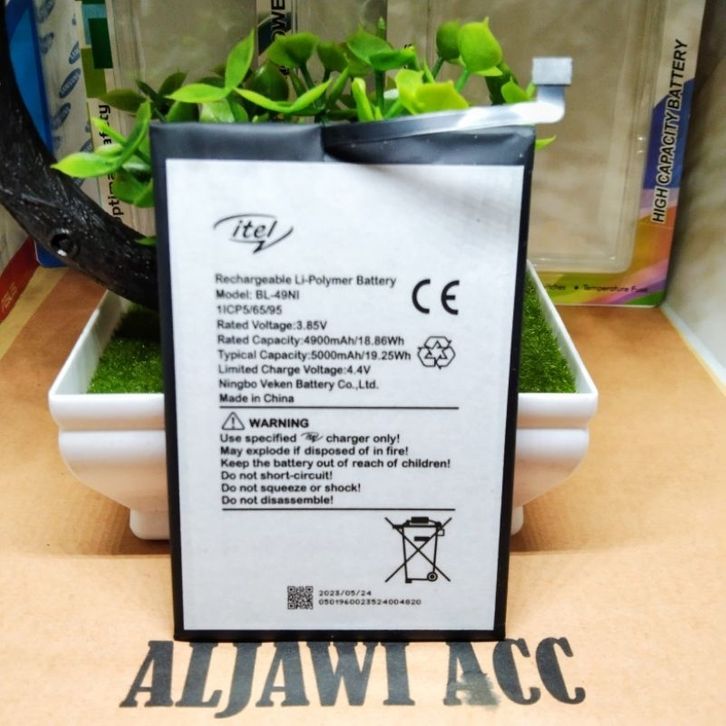 HIGH CAPACITY BATTERY
Temperature Fuse
itel
Rechargeable Li-Polymer Battery
Model: BL-49NI
1ICP5/65/95
Rated Voltage:3.85V
Rated Capacity:4900mAh/18.86Wh
Typical Capacity:5000mAh/19.25Wh
Limited Charge Voltage:4.4V
Ningbo Veken Battery Co.,Ltd.
Made in China
CE
WARNING
Use specified itel charger only!
May explode if disposed of in fire!
Keep the battery out of reach of children!
Do not short-circuit!
Do not squeeze or shock!
Do not disassemble!
2023/05/24
0501960023524004820
ALJAWI ACC